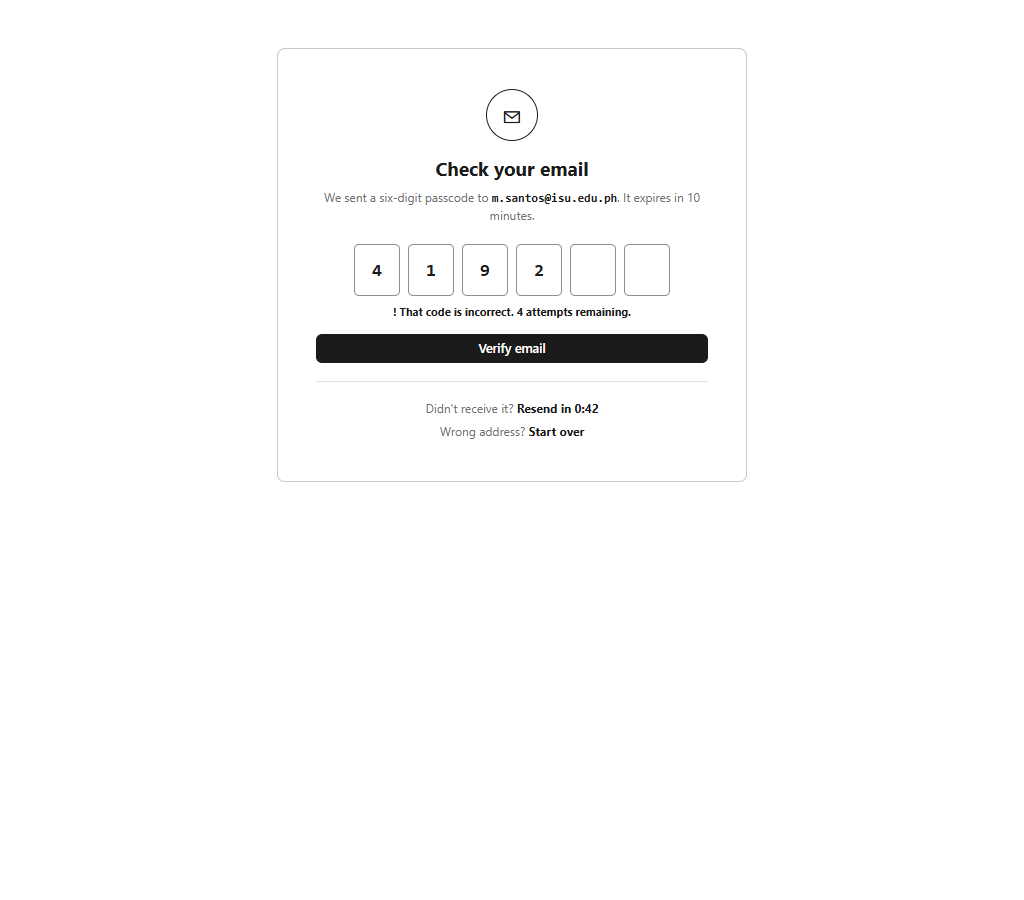 Check your email
We sent a six-digit passcode to m.santos@isu.edu.ph. It expires in 10
minutes.
4 1 9 2
! That code is incorrect. 4 attempts remaining.
Verify email
Didn't receive it? Resend in 0:42
Wrong address? Start over